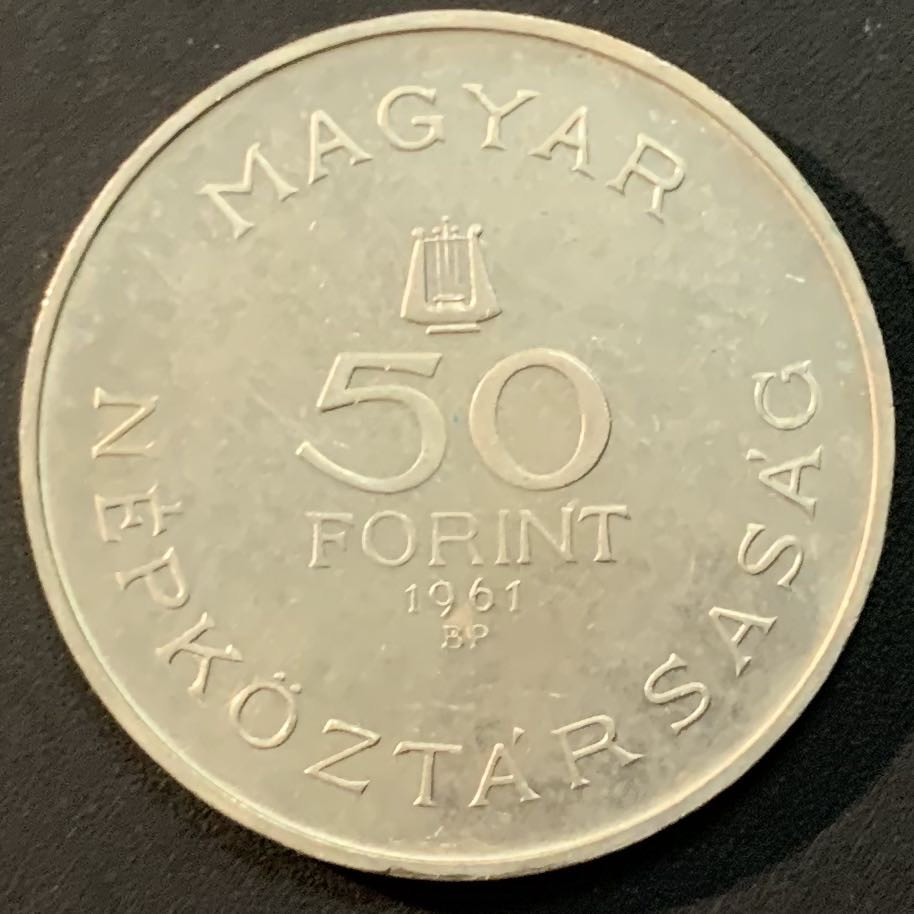 MAGYAR
50
FORINT
1961
BP
NÉPKÖZTÁRSASÁG